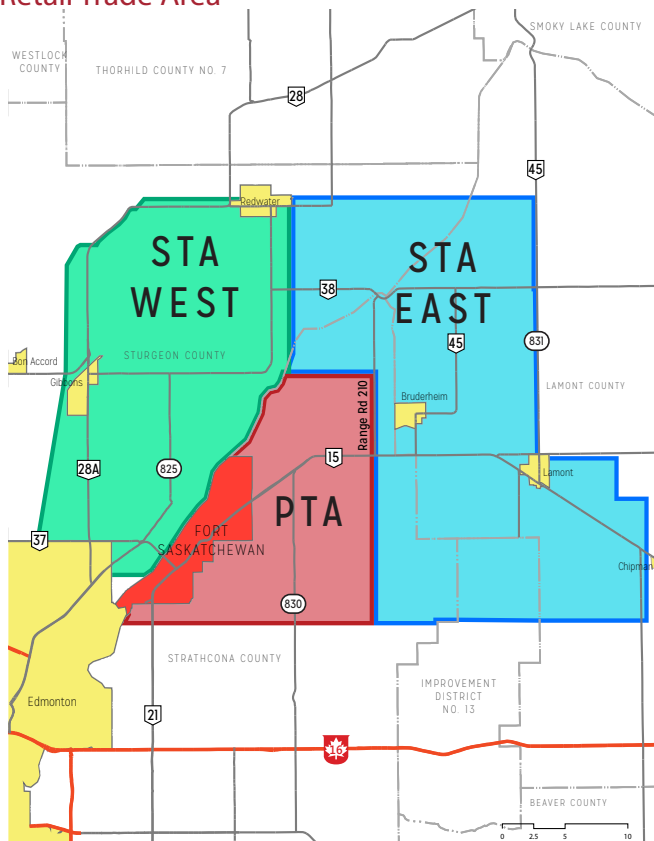 Retail Trade Area
SMOKY LAKE COUNTY
WESTLOCK
COUNTY
THORHILD COUNTY NO. 7
28
45
Redwater
STA
WEST
STA
EAST
38
45
831
STURGEON COUNTY
Bon Accord
Gibbons
LAMONT COUNTY
Bruderheim
Range Rd 210
15
28A
825
Lamont
PTA
FORT
SASKATCHEWAN
37
Chipman
830
STRATHCONA COUNTY
IMPROVEMENT
DISTRICT
NO. 13
Edmonton
21
16
BEAVER COUNTY
0 2.5 5 10